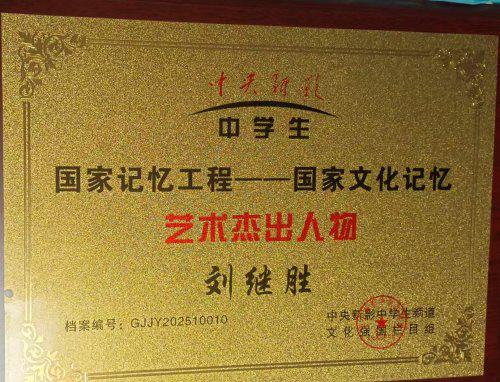 中央新影
中学生
国家记忆工程——国家文化记忆
艺术杰出人物
刘继胜
档案编号：GJJY202510010
中央新影中学生频道
文化强国栏目组